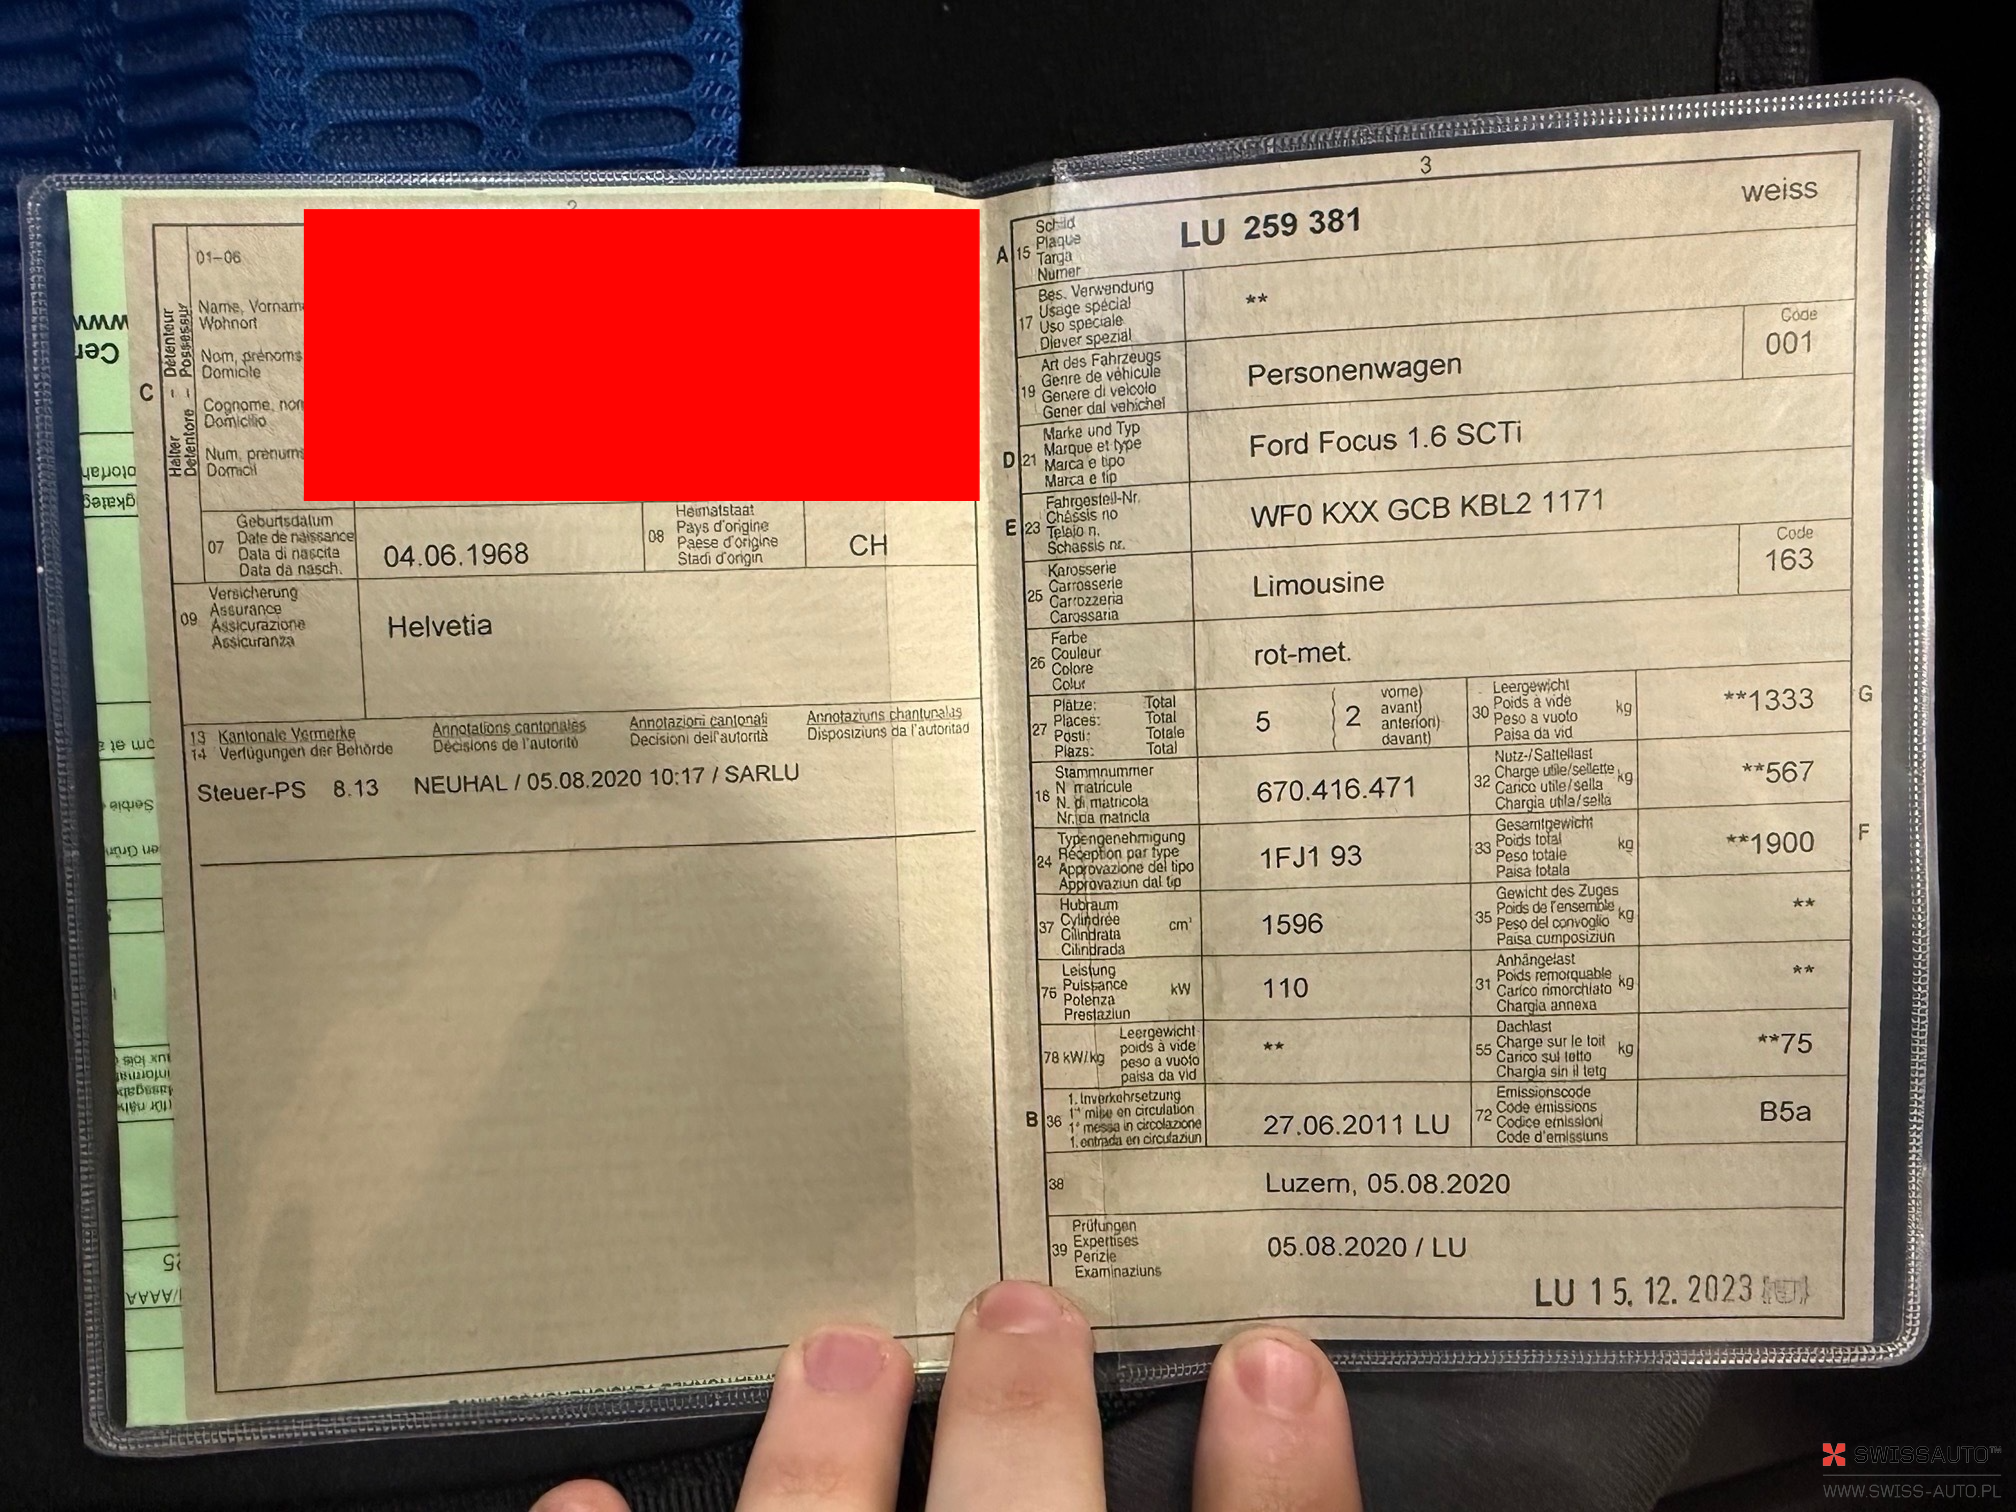 2
01-06
Halter - Détenteur
Detentore - Possessur
C
Name, Vornam
Wohnort
Nom, prénoms
Domicile
Cognome, nom
Domicilio
Num, prenums
Domicil
07
Geburtsdatum
Date de naissance
Data di nascita
Data da nasch.
04.06.1968
08
Heimatstaat
Pays d'origine
Paese d'origine
Stadi d'origin
CH
09
Versicherung
Assurance
Assicurazione
Assicuranza
Helvetia
13 Kantonale Vermerke
14 Verfügungen der Behörde
Annotations cantonales
Décisions de l'autorité
Annotazioni cantonali
Decisioni dell'autorità
Annotaziuns chantunalas
Disposiziuns da l'autoritad
Steuer-PS 8.13 NEUHAL / 05.08.2020 10:17 / SARLU
3
weiss
A 15
Schild
Plaque
Targa
Numer
LU 259 381
17
Bes. Verwendung
Usage spécial
Uso speciale
Diever spezial
**
19
Art des Fahrzeugs
Genre de véhicule
Genere di veicolo
Gener dal vehichel
Personenwagen
Code
001
D 21
Marke und Typ
Marque et type
Marca e tipo
Marca e tip
Ford Focus 1.6 SCTi
E 23
Fahrgestell-Nr.
Châssis no
Telaio n.
Schassis nr.
WF0 KXX GCB KBL2 1171
25
Karosserie
Carrosserie
Carrozzeria
Carossaria
Limousine
Code
163
26
Farbe
Couleur
Colore
Colur
rot-met.
27
Plätze: Total
Places: Total
Posti: Totale
Plazs: Total
5
2
vorne)
avant)
anteriori)
davant)
30
Leergewicht
Poids à vide
Peso a vuoto
Paisa da vid
kg
**1333
G
18
Stammnummer
N matricule
N. di matricola
Nr. da matricla
670.416.471
32
Nutz-/Sattellast
Charge utile/sellette
Carico utile/sella
Chargia utila/sella
kg
**567
24
Typengenehmigung
Réception par type
Approvazione del tipo
Approvaziun dal tip
1FJ1 93
33
Gesamtgewicht
Poids total
Peso totale
Paisa totala
kg
**1900
F
37
Hubraum
Cylindrée
Cilindrata
Cilindrada
cm³
1596
35
Gewicht des Zuges
Poids de l'ensemble
Peso del convoglio
Paisa cumposiziun
kg
**
76
Leistung
Puissance
Potenza
Prestaziun
kW
110
31
Anhängelast
Poids remorquable
Carico rimorchiato
Chargia annexa
kg
**
78 kW/kg
Leergewicht
poids à vide
peso a vuoto
paisa da vid
**
55
Dachlast
Charge sur le toit
Carico sul tetto
Chargia sin il tetg
kg
**75
B 36
1. Inverkehrsetzung
1re mise en circulation
1a messa in circolazione
1. entrada en circulaziun
27.06.2011 LU
72
Emissionscode
Code émissions
Codice emissioni
Code d'emissiuns
B5a
38
Luzern, 05.08.2020
39
Prüfungen
Expertises
Perizie
Examinaziuns
05.08.2020 / LU
LU 15.12.2023
SWISSAUTO™
WWW.SWISS-AUTO.PL